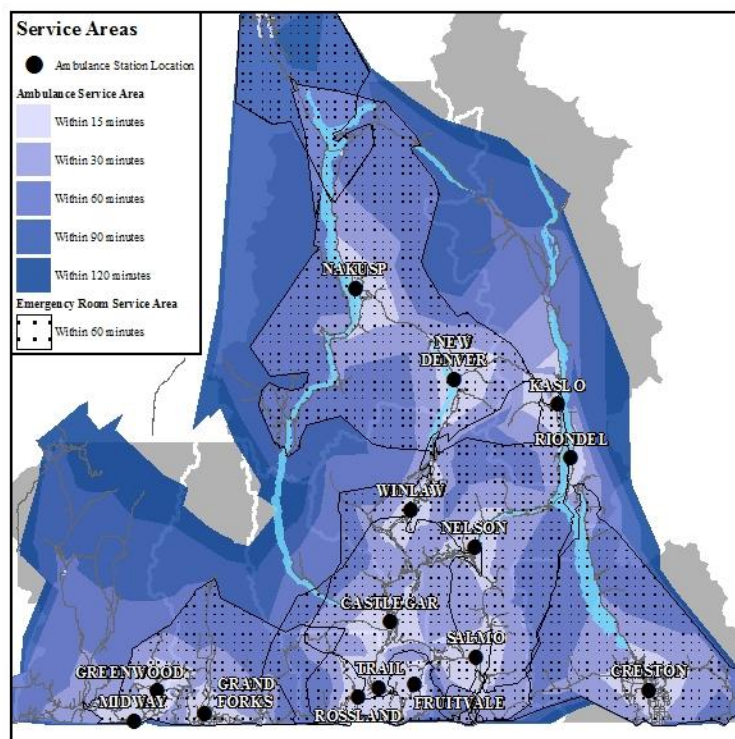 Service Areas
Ambulance Station Location
Ambulance Service Area
Within 15 minutes
Within 30 minutes
Within 60 minutes
Within 90 minutes
Within 120 minutes
Emergency Room Service Area
Within 60 minutes
NAKUSP
NEW
DENVER
KASLO
RIONDEL
WINLAW
NELSON
CASTLEGAR
SALMO
GREENWOOD
MIDWAY
GRAND
FORKS
TRAIL
ROSSLAND
FRUITVALE
CRESTON